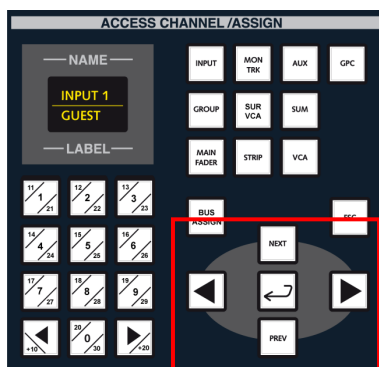 ACCESS CHANNEL /ASSIGN
NAME
INPUT 1
GUEST
LABEL
INPUT
MON TRK
AUX
GPC
GROUP
SUR VCA
SUM
MAIN FADER
STRIP
VCA
BUS ASSIGN
11 1 21
12 2 22
13 3 23
14 4 24
15 5 25
16 6 26
17 7 27
18 8 28
19 9 29
+10
20 0 30
+20
NEXT
PREV